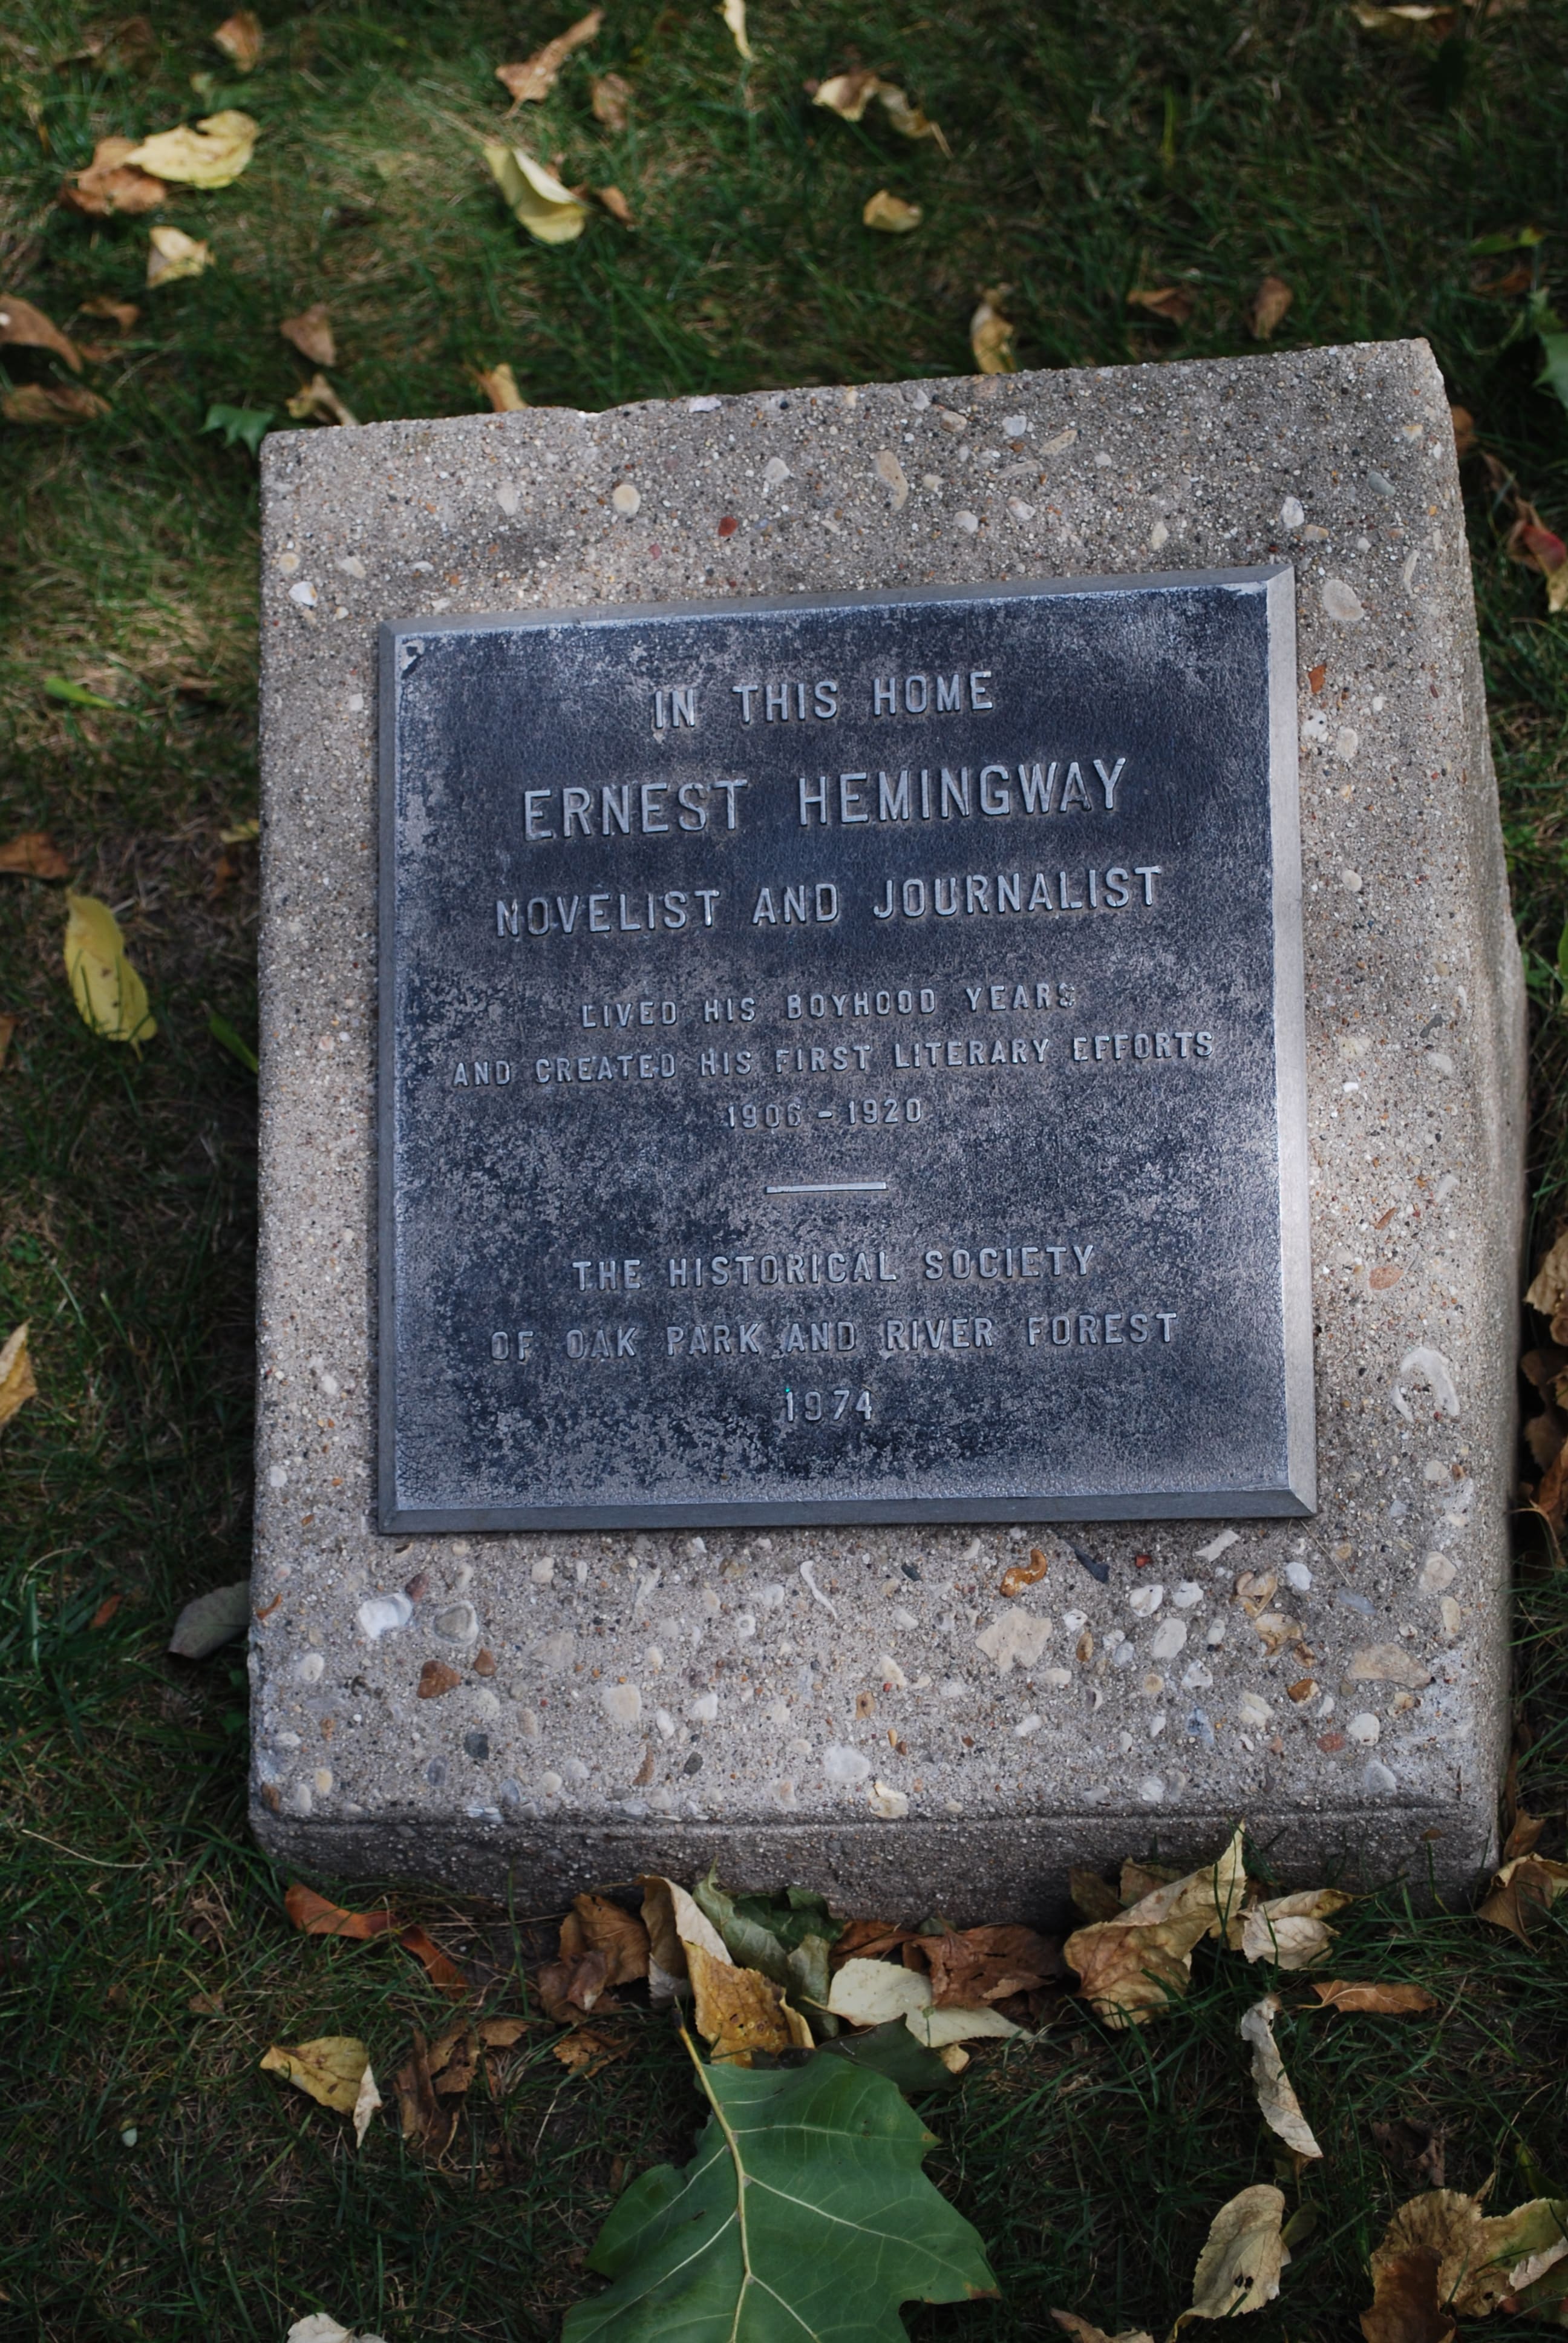 IN THIS HOME
ERNEST HEMINGWAY
NOVELIST AND JOURNALIST
LIVED HIS BOYHOOD YEARS
AND CREATED HIS FIRST LITERARY EFFORTS
1906 - 1920
THE HISTORICAL SOCIETY
OF OAK PARK AND RIVER FOREST
1974